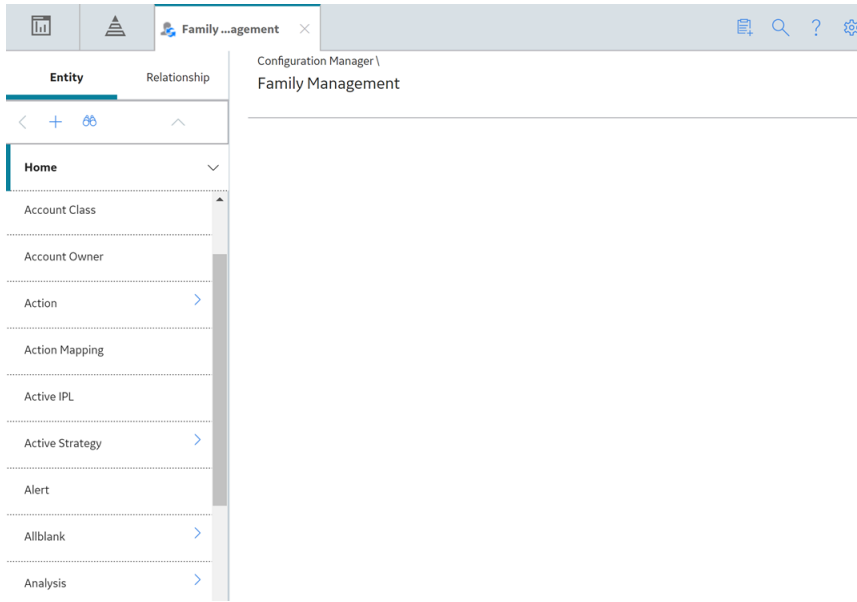 Family ...agement
Entity
Relationship
Configuration Manager \
Family Management
Home
Account Class
Account Owner
Action
Action Mapping
Active IPL
Active Strategy
Alert
Allblank
Analysis